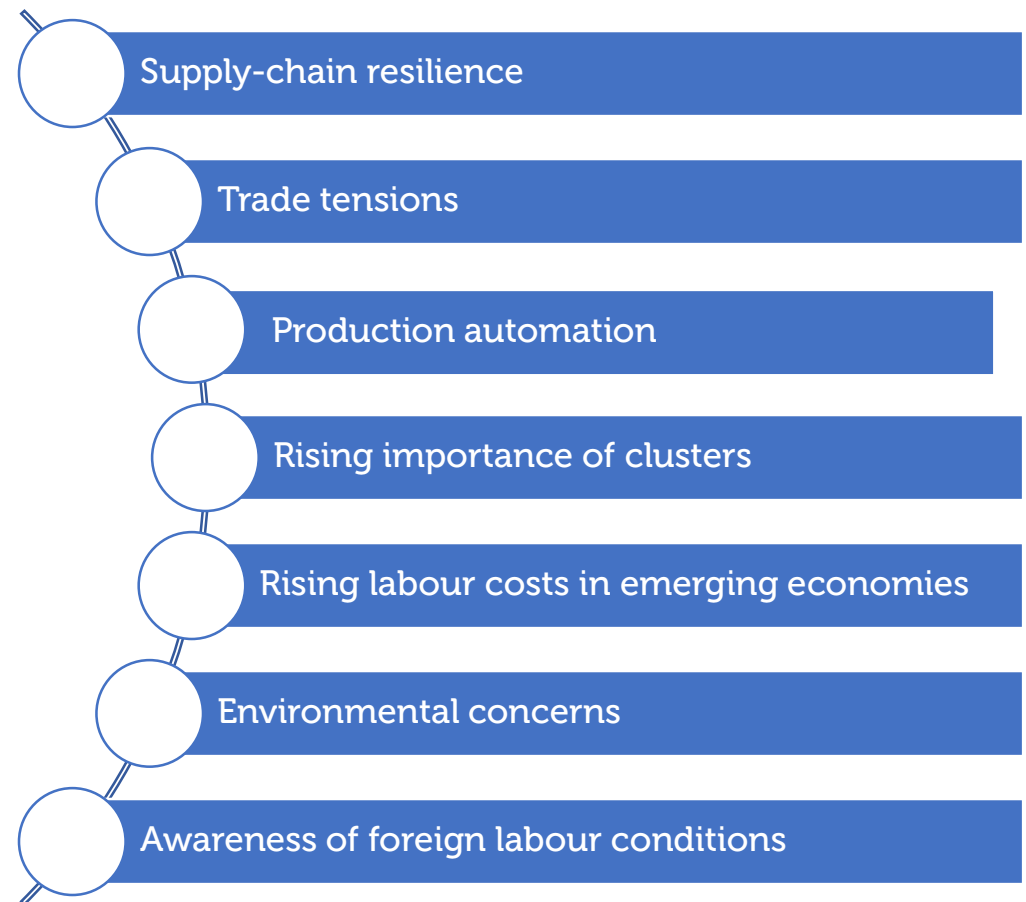 Supply-chain resilience
Trade tensions
Production automation
Rising importance of clusters
Rising labour costs in emerging economies
Environmental concerns
Awareness of foreign labour conditions